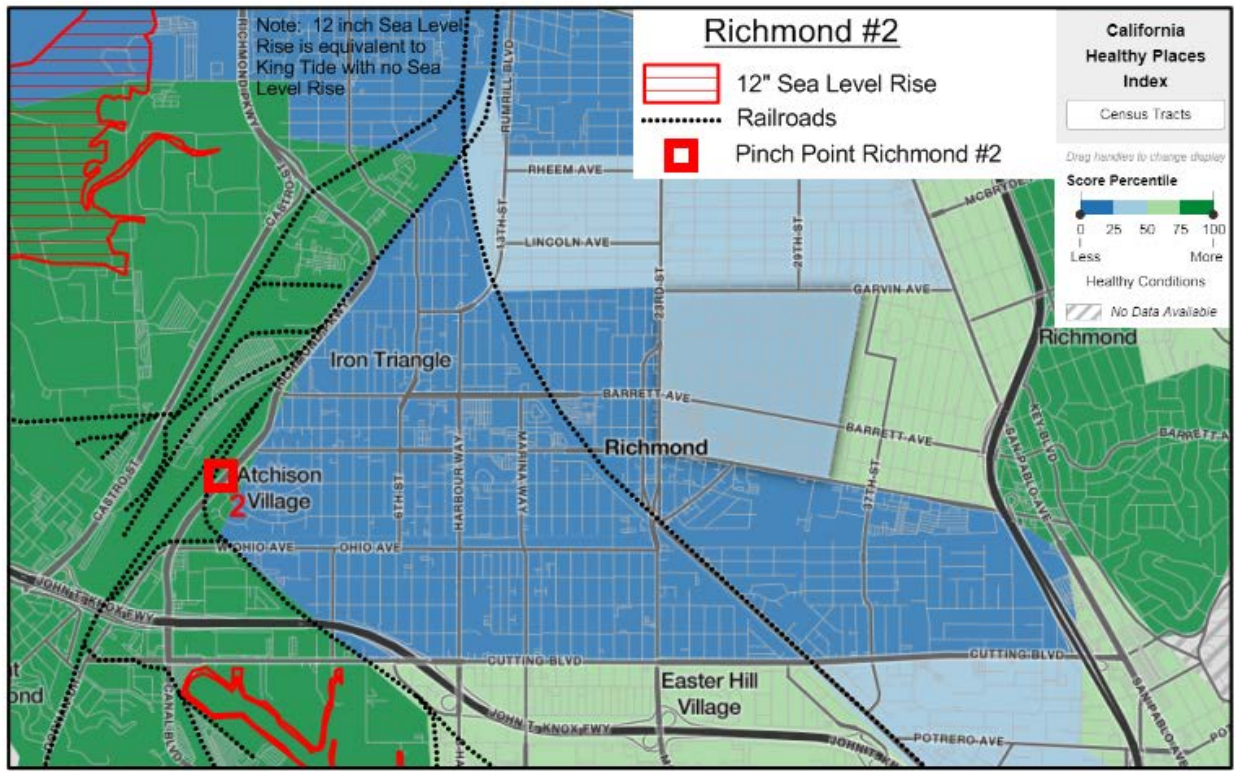 Note: 12 inch Sea Level
Rise is equivalent to
King Tide with no Sea
Level Rise
Richmond #2
12" Sea Level Rise
Railroads
Pinch Point Richmond #2
California
Healthy Places
Index
Census Tracts
Drag handles to change display
Score Percentile
0 25 50 75 100
Less More
Healthy Conditions
No Data Available
RICHMOND PKWY
RUMRILL BLVD
CASTRO ST
RHEEM AVE
13TH ST
LINCOLN AVE
23RD ST
29TH ST
GARVIN AVE
Richmond
Iron Triangle
RICHMOND PKWY
BARRETT AVE
BARRETT AVE
BARRETT A
KEY BLVD
SAN PABLO AVE
Richmond
Atchison
Village
2
CASTRO ST
6TH ST
HARBOUR WAY
MARINA WAY
37TH ST
W OHIO AVE
OHIO AVE
JOHN T KNOX FWY
CUTTING BLVD
CUTTING BLVD
Easter Hill
Village
CANAL BLVD
JOHN T KNOX FWY
POTRERO AVE
SAN PABLO AVE
ond